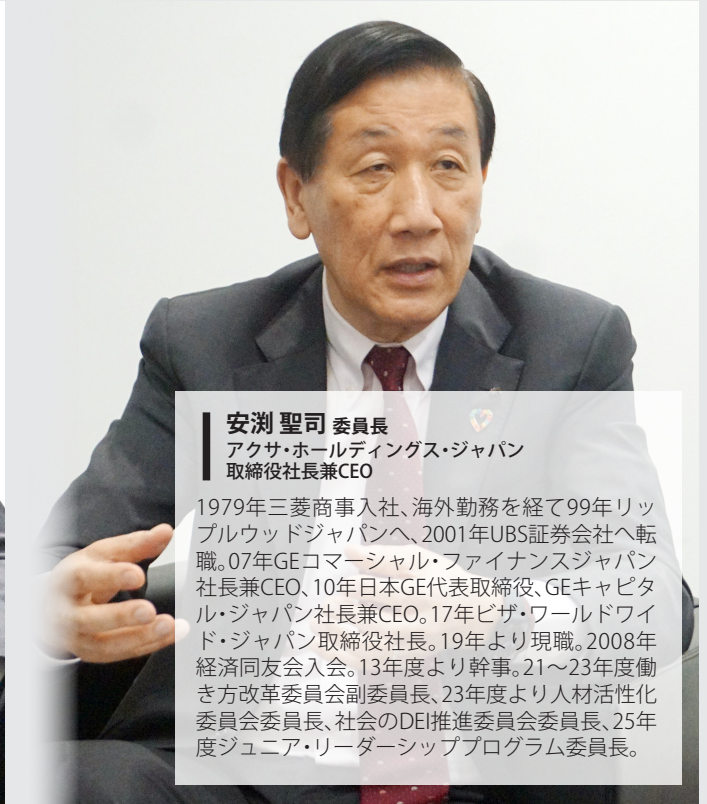 安渕 聖司 委員長
アクサ・ホールディングス・ジャパン
取締役社長兼CEO
1979年三菱商事入社、海外勤務を経て99年リッ
プルウッドジャパンへ、2001年UBS証券会社へ転
職。07年GEコマーシャル・ファイナンスジャパン
社長兼CEO、10年日本GE代表取締役、GEキャピタ
ル・ジャパン社長兼CEO。17年ビザ・ワールドワイ
ド・ジャパン取締役社長。19年より現職。2008年
経済同友会入会。13年度より幹事。21～23年度働
き方改革委員会副委員長、23年度より人材活性化
委員会委員長、社会のDEI推進委員会委員長、25年
度ジュニア・リーダーシッププログラム委員長。